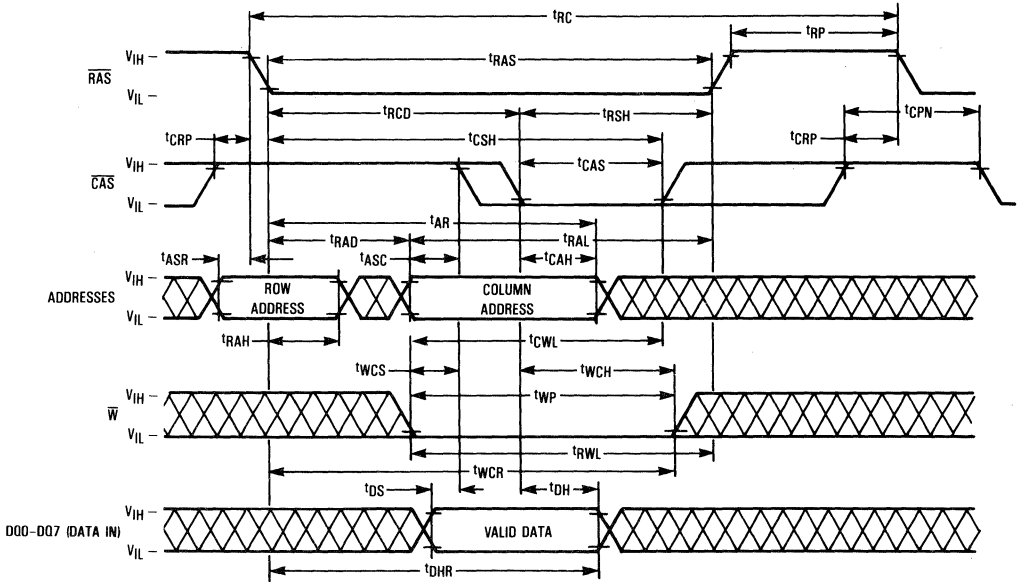 tRC
tRP
VIH
RAS
VIL
tRAS
tRCD
tRSH
tCPN
tCRP
tCSH
tCRP
VIH
CAS
VIL
tCAS
tAR
tRAD
tRAL
tASR
tASC
tCAH
VIH
ADDRESSES
VIL
ROW
ADDRESS
COLUMN
ADDRESS
tRAH
tCWL
tWCS
tWCH
VIH
W
VIL
tWP
tRWL
tWCR
tDS
tDH
VIH
DQ0–DQ7 (DATA IN)
VIL
VALID DATA
tDHR